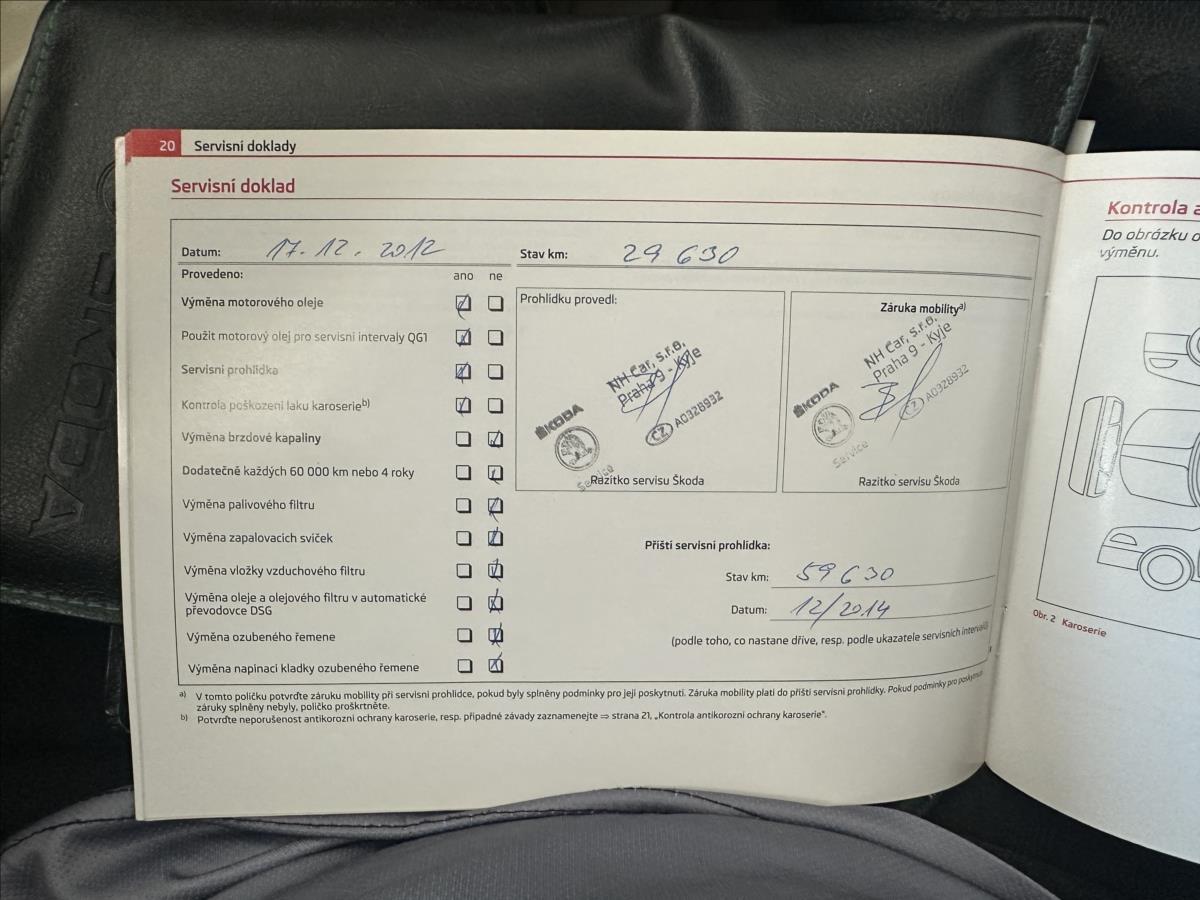 20 Servisní doklady
Servisní doklad
Datum: 17.12.2012 Stav km: 29 630
Provedeno: ano ne
Výměna motorového oleje
Použit motorový olej pro servisní intervaly QG1
Servisní prohlídka
Kontrola poškození laku karoserie b)
Výměna brzdové kapaliny
Dodatečně každých 60 000 km nebo 4 roky
Výměna palivového filtru
Výměna zapalovacích svíček
Výměna vložky vzduchového filtru
Výměna oleje a olejového filtru v automatické
převodovce DSG
Výměna ozubeného řemene
Výměna napínací kladky ozubeného řemene
Prohlídku provedl:
NH Car, s.r.o.
Praha 9 - Kyje
ŠKODA
CZ A0328932
Service
Razítko servisu Škoda
Záruka mobility a)
NH Car, s.r.o.
Praha 9 - Kyje
ŠKODA
CZ A0328932
Service
Razítko servisu Škoda
Příští servisní prohlídka:
Stav km: 59 630
Datum: 12/2014
(podle toho, co nastane dříve, resp. podle ukazatele servisních intervalů)
a) V tomto políčku potvrďte záruku mobility při servisní prohlídce, pokud byly splněny podmínky pro její poskytnutí. Záruka mobility platí do příští servisní prohlídky. Pokud podmínky pro poskytnutí
záruky splněny nebyly, políčko proškrtněte.
b) Potvrďte neporušenost antikorozní ochrany karoserie, resp. případné závady zaznamenejte ⇒ strana 21, „Kontrola antikorozní ochrany karoserie".
Kontrola a
Do obrázku
výměnu.
Obr. 2 Karoserie
ŠKODA